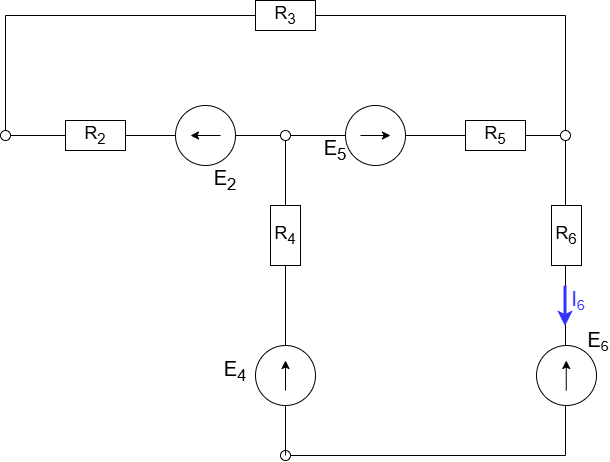 R₃
R₂
E₂
E₅
R₅
R₄
R₆
I₆
E₄
E₆